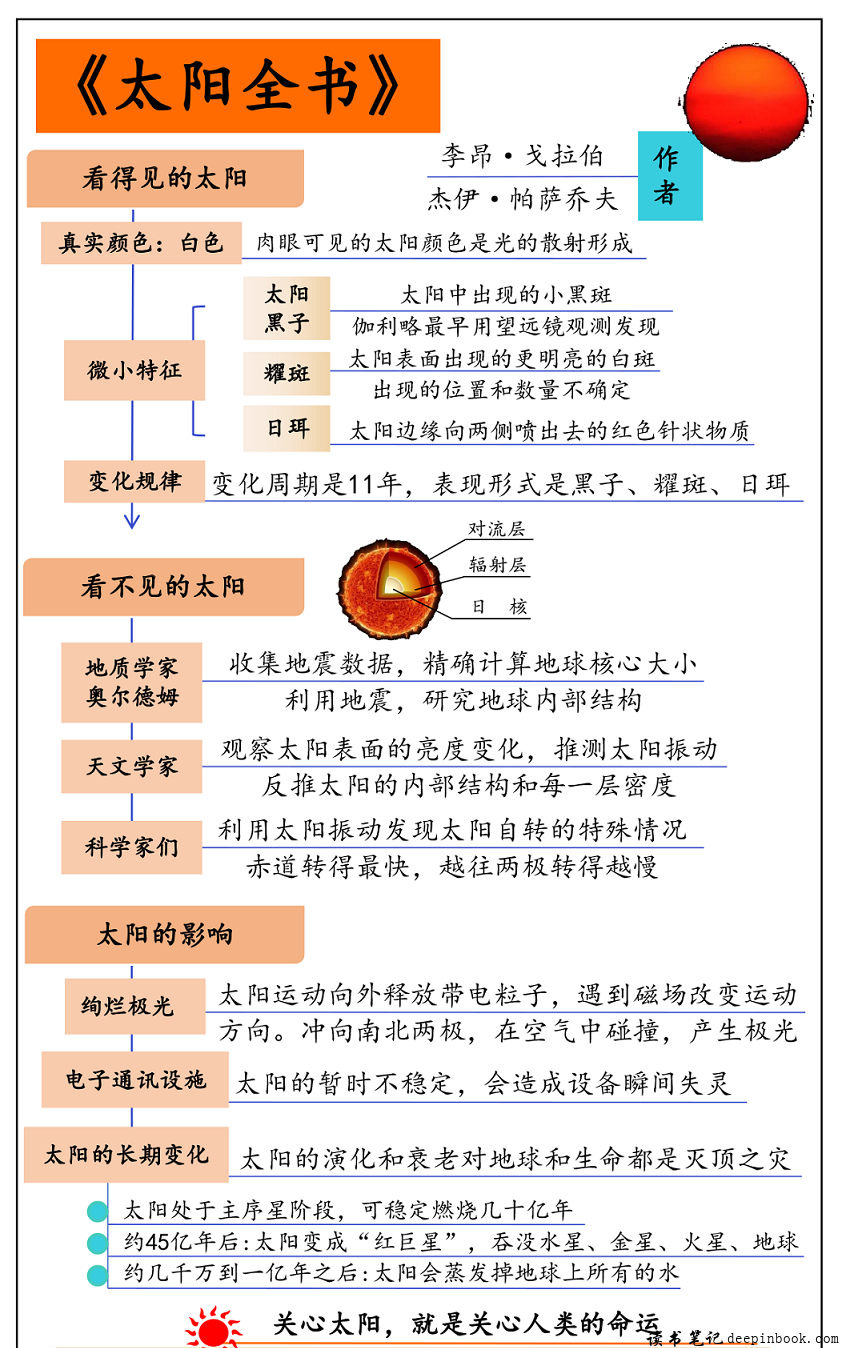 《太阳全书》
李昂·戈拉伯
杰伊·帕萨乔夫
作者
看得见的太阳
真实颜色：白色
肉眼可见的太阳颜色是光的散射形成
微小特征
太阳
黑子
太阳中出现的小黑斑
伽利略最早用望远镜观测发现
耀斑
太阳表面出现的更明亮的白斑
出现的位置和数量不确定
日珥
太阳边缘向两侧喷出去的红色针状物质
变化规律
变化周期是11年，表现形式是黑子、耀斑、日珥
看不见的太阳
对流层
辐射层
日 核
地质学家
奥尔德姆
收集地震数据，精确计算地球核心大小
利用地震，研究地球内部结构
天文学家
观察太阳表面的亮度变化，推测太阳振动
反推太阳的内部结构和每一层密度
科学家们
利用太阳振动发现太阳自转的特殊情况
赤道转得最快，越往两极转得越慢
太阳的影响
绚烂极光
太阳运动向外释放带电粒子，遇到磁场改变运动
方向。冲向南北两极，在空气中碰撞，产生极光
电子通讯设施
太阳的暂时不稳定，会造成设备瞬间失灵
太阳的长期变化
太阳的演化和衰老对地球和生命都是灭顶之灾
太阳处于主序星阶段，可稳定燃烧几十亿年
约45亿年后:太阳变成“红巨星”，吞没水星、金星、火星、地球
约几千万到一亿年之后:太阳会蒸发掉地球上所有的水
关心太阳，就是关心人类的命运
读书笔记deepinbook.com